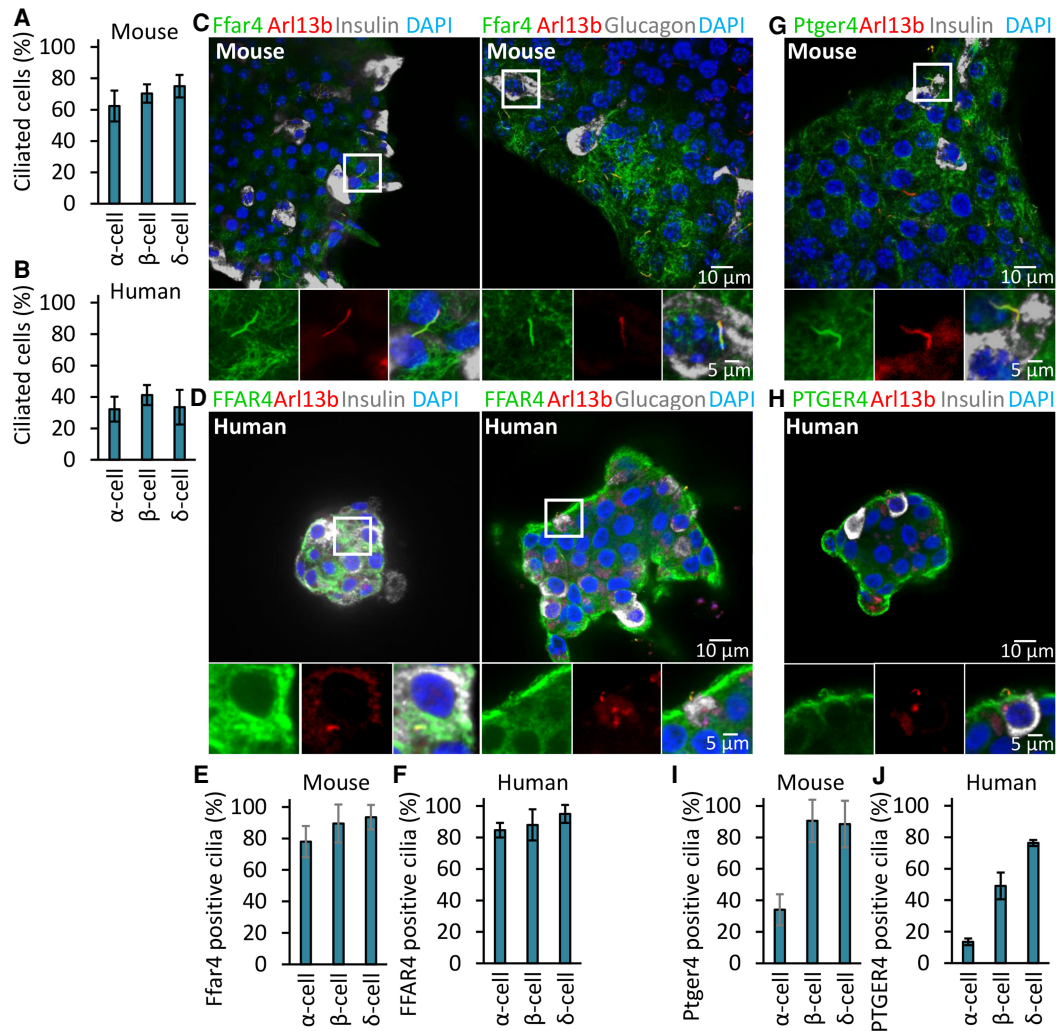 A
Mouse
Ciliated cells (%)
100
80
60
40
20
0
α-cell
β-cell
δ-cell
B
Human
Ciliated cells (%)
100
80
60
40
20
0
α-cell
β-cell
δ-cell
C
Ffar4 Arl13b Insulin DAPI
Mouse
Ffar4 Arl13b Glucagon DAPI
Mouse
10 μm
5 μm
G
Ptger4 Arl13b Insulin DAPI
Mouse
10 μm
5 μm
D
FFAR4 Arl13b Insulin DAPI
Human
FFAR4 Arl13b Glucagon DAPI
Human
10 μm
5 μm
H
PTGER4 Arl13b Insulin DAPI
Human
10 μm
5 μm
E
Mouse
Ffar4 positive cilia (%)
100
80
60
40
20
0
α-cell
β-cell
δ-cell
F
Human
FFAR4 positive cilia (%)
100
80
60
40
20
0
α-cell
β-cell
δ-cell
I
Mouse
Ptger4 positive cilia (%)
100
80
60
40
20
0
α-cell
β-cell
δ-cell
J
Human
PTGER4 positive cilia (%)
100
80
60
40
20
0
α-cell
β-cell
δ-cell